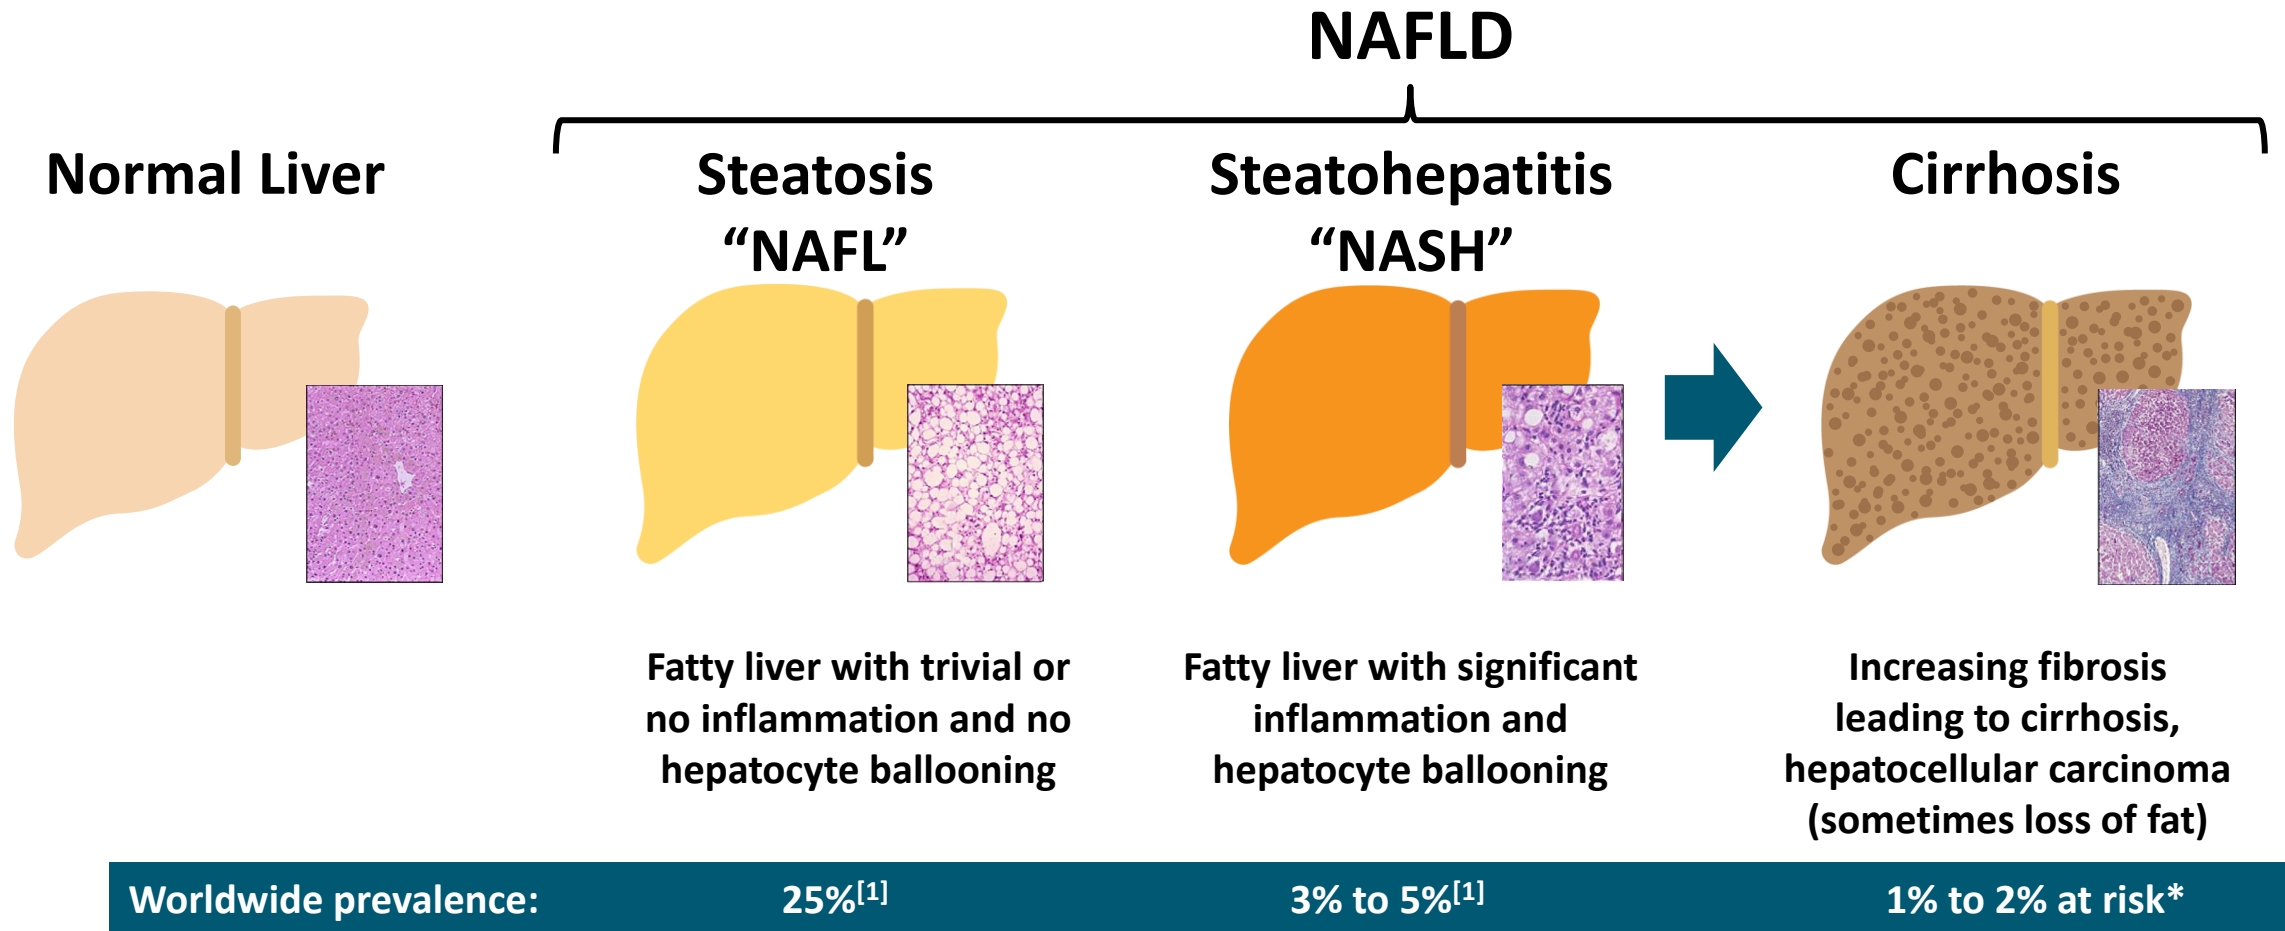 NAFLD
Normal Liver
Steatosis
“NAFL”
Steatohepatitis
“NASH”
Cirrhosis
Fatty liver with trivial or
no inflammation and no
hepatocyte ballooning
Fatty liver with significant
inflammation and
hepatocyte ballooning
Increasing fibrosis
leading to cirrhosis,
hepatocellular carcinoma
(sometimes loss of fat)
Worldwide prevalence: 25%[1] 3% to 5%[1] 1% to 2% at risk*